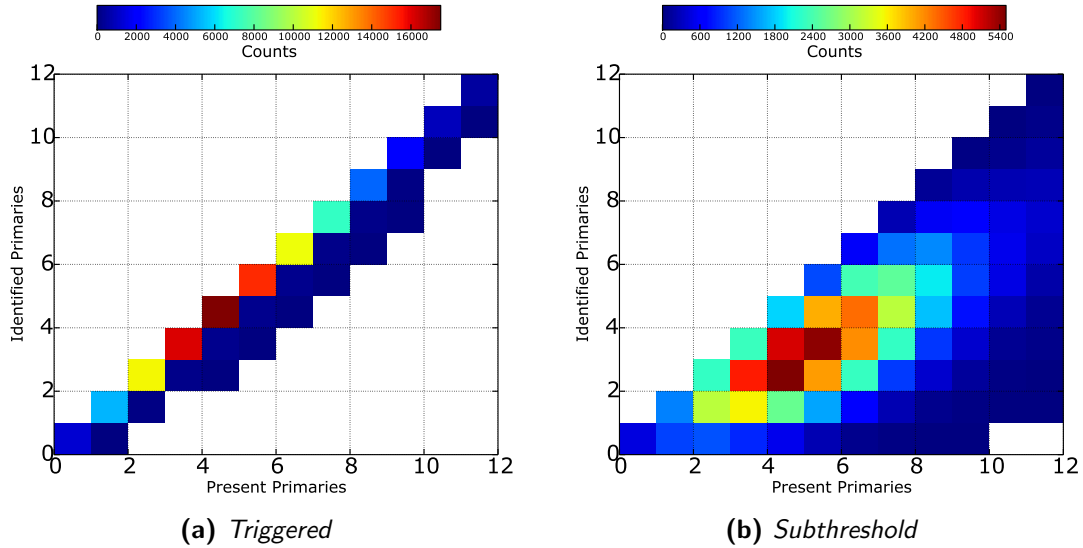 0 2000 4000 6000 8000 10000 12000 14000 16000
Counts
12
10
8
6
4
2
0
Identified Primaries
0 2 4 6 8 10 12
Present Primaries
(a) Triggered
0 600 1200 1800 2400 3000 3600 4200 4800 5400
Counts
12
10
8
6
4
2
0
Identified Primaries
0 2 4 6 8 10 12
Present Primaries
(b) Subthreshold